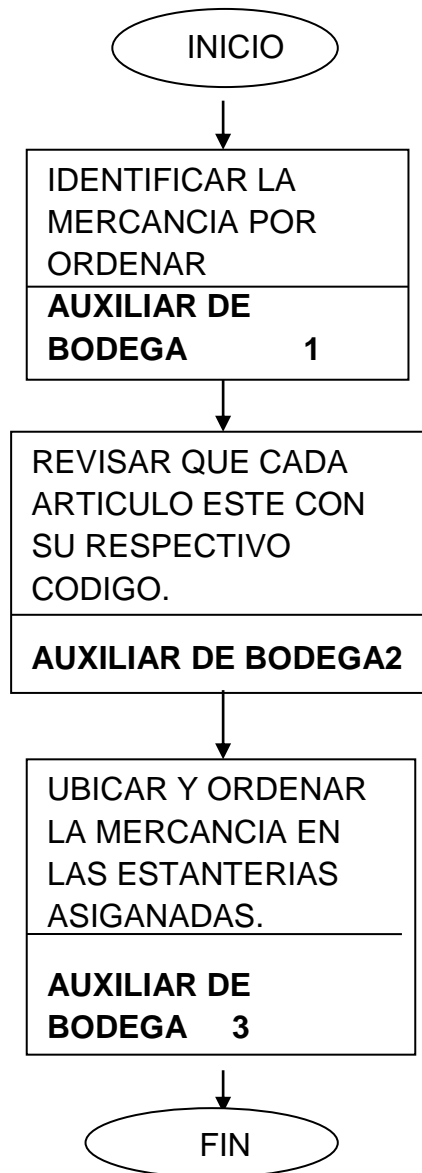 INICIO
IDENTIFICAR LA
MERCANCIA POR
ORDENAR
AUXILIAR DE
BODEGA 1
REVISAR QUE CADA
ARTICULO ESTE CON
SU RESPECTIVO
CODIGO.
AUXILIAR DE BODEGA2
UBICAR Y ORDENAR
LA MERCANCIA EN
LAS ESTANTERIAS
ASIGANADAS.
AUXILIAR DE
BODEGA 3
FIN